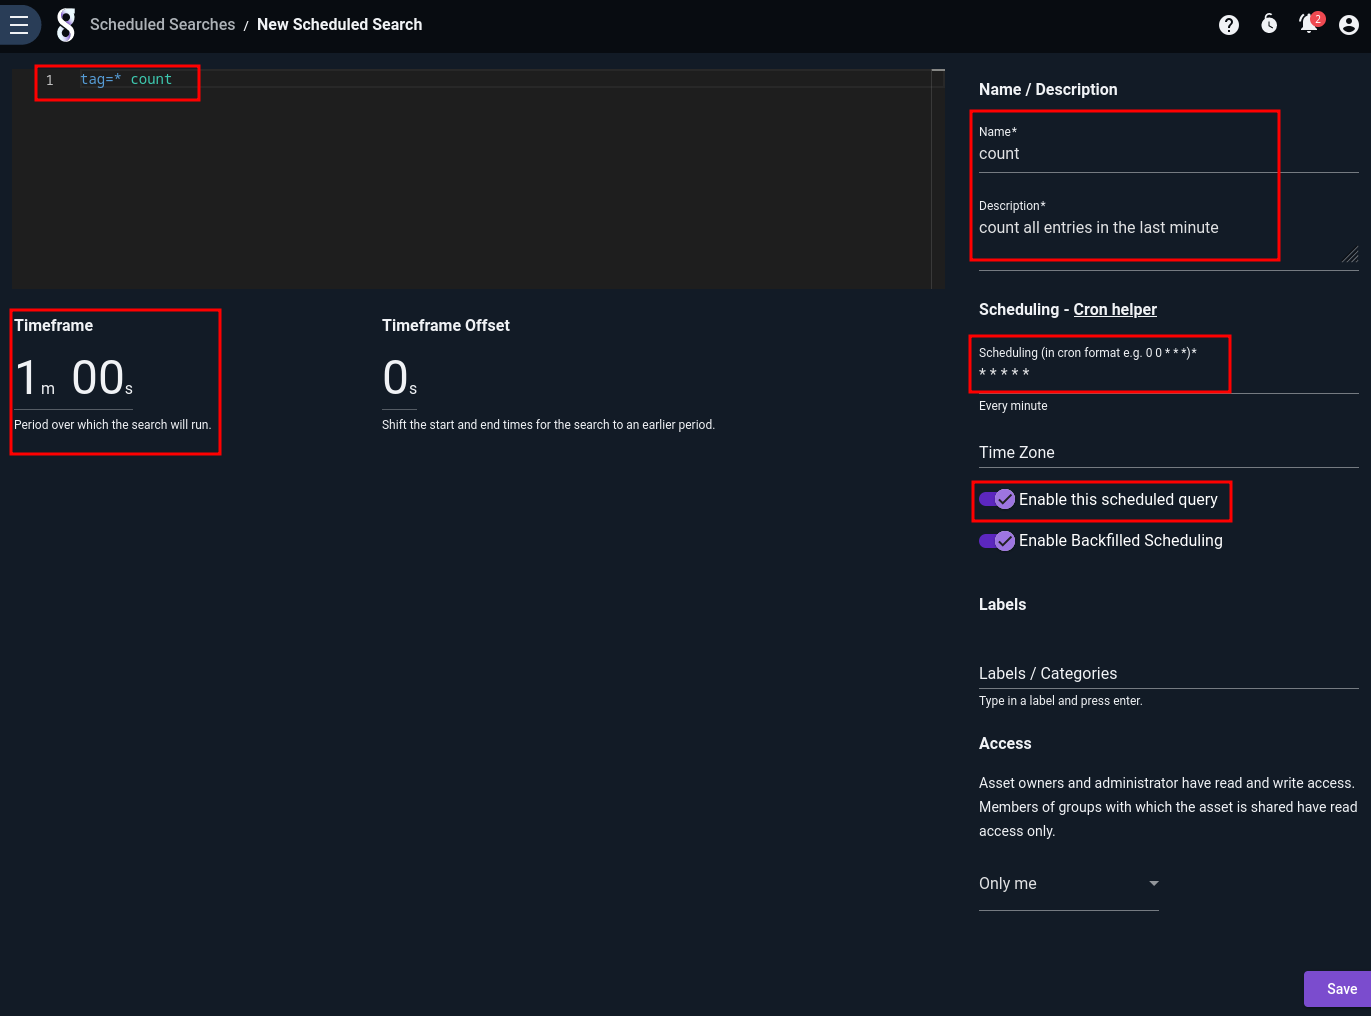 Scheduled Searches / New Scheduled Search
2
1 tag=* count
Timeframe
1m 00s
Period over which the search will run.
Timeframe Offset
0s
Shift the start and end times for the search to an earlier period.
Name / Description
Name*
count
Description*
count all entries in the last minute
Scheduling - Cron helper
Scheduling (in cron format e.g. 0 0 * * *)*
* * * * *
Every minute
Time Zone
Enable this scheduled query
Enable Backfilled Scheduling
Labels
Labels / Categories
Type in a label and press enter.
Access
Asset owners and administrator have read and write access.
Members of groups with which the asset is shared have read
access only.
Only me
Save